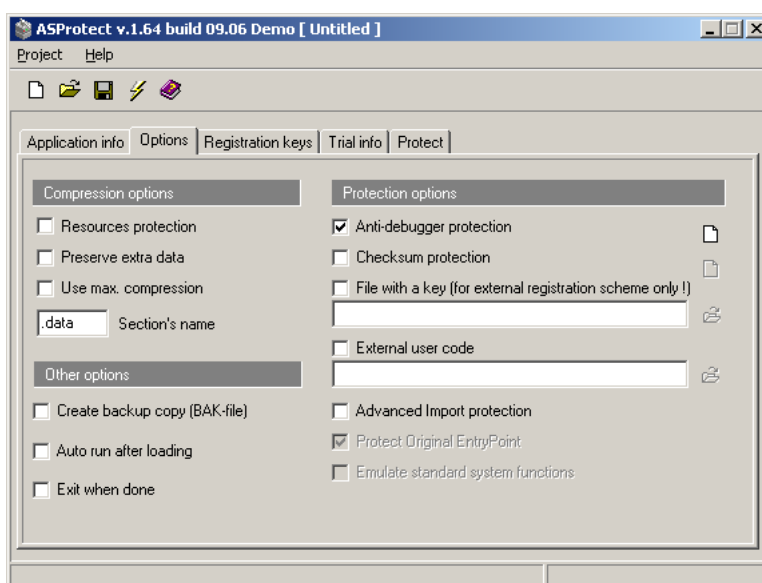 ASProtect v.1.64 build 09.06 Demo [ Untitled ]
Project Help
Application info Options Registration keys Trial info Protect
Compression options
Resources protection
Preserve extra data
Use max. compression
.data Section's name
Other options
Create backup copy (BAK-file)
Auto run after loading
Exit when done
Protection options
Anti-debugger protection
Checksum protection
File with a key (for external registration scheme only !)
External user code
Advanced Import protection
Protect Original EntryPoint
Emulate standard system functions